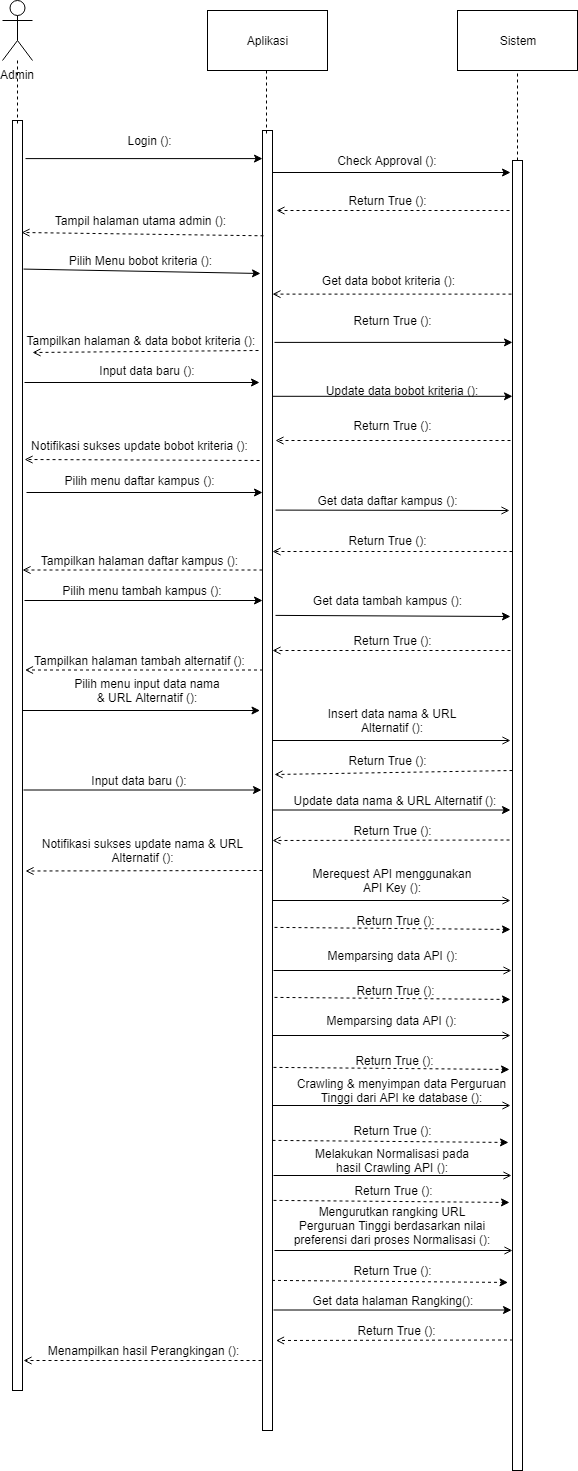 Admin
Aplikasi
Sistem
Login ():
Check Approval ():
Return True ():
Tampil halaman utama admin ():
Pilih Menu bobot kriteria ():
Get data bobot kriteria ():
Return True ():
Tampilkan halaman & data bobot kriteria ():
Input data baru ():
Update data bobot kriteria ():
Return True ():
Notifikasi sukses update bobot kriteria ():
Pilih menu daftar kampus ():
Get data daftar kampus ():
Return True ():
Tampilkan halaman daftar kampus ():
Pilih menu tambah kampus ():
Get data tambah kampus ():
Return True ():
Tampilkan halaman tambah alternatif ():
Pilih menu input data nama
& URL Alternatif ():
Insert data nama & URL
Alternatif ():
Return True ():
Input data baru ():
Update data nama & URL Alternatif ():
Return True ():
Notifikasi sukses update nama & URL
Alternatif ():
Merequest API menggunakan
API Key ():
Return True ():
Memparsing data API ():
Return True ():
Memparsing data API ():
Return True ():
Crawling & menyimpan data Perguruan
Tinggi dari API ke database ():
Return True ():
Melakukan Normalisasi pada
hasil Crawling API ():
Return True ():
Mengurutkan rangking URL
Perguruan Tinggi berdasarkan nilai
preferensi dari proses Normalisasi ():
Return True ():
Get data halaman Rangking():
Return True ():
Menampilkan hasil Perangkingan ():